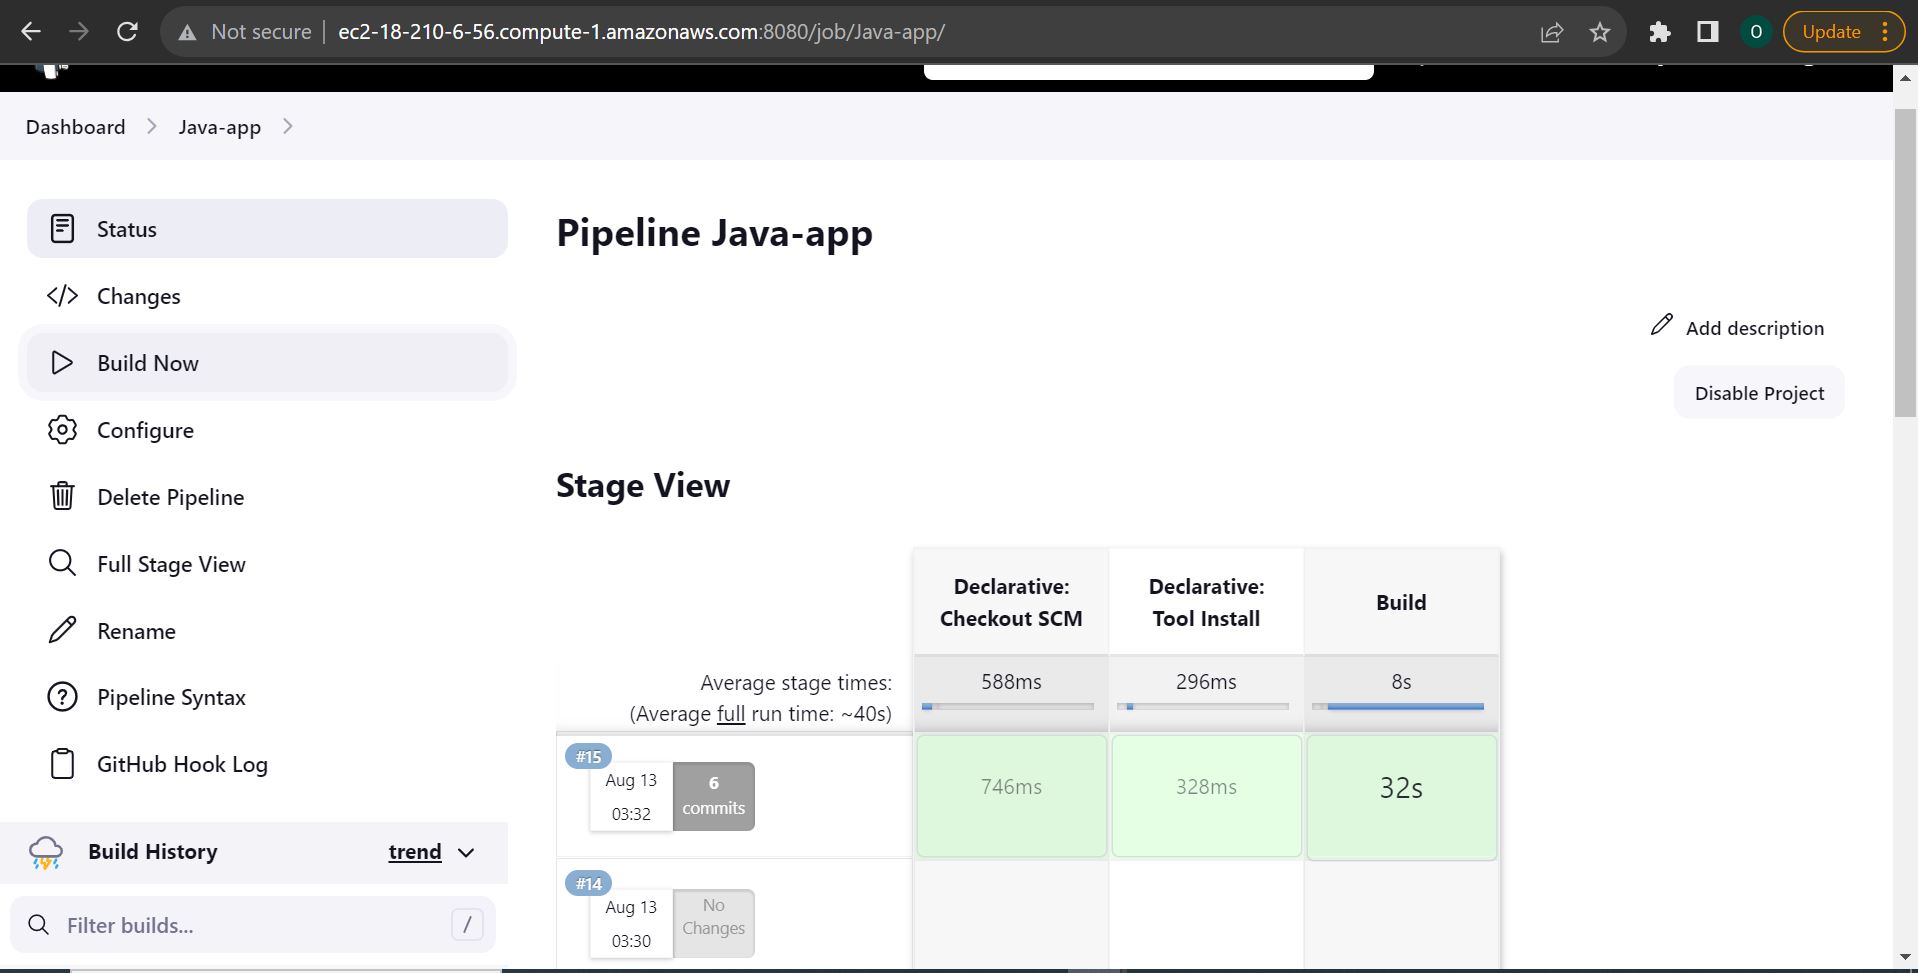 Not secure
ec2-18-210-6-56.compute-1.amazonaws.com:8080/job/Java-app/
O
Update
Dashboard
Java-app
Status
Changes
Build Now
Configure
Delete Pipeline
Full Stage View
Rename
Pipeline Syntax
GitHub Hook Log
Build History
trend
Filter builds...
/
Pipeline Java-app
Add description
Disable Project
Stage View
Declarative:
Checkout SCM
Declarative:
Tool Install
Build
Average stage times:
(Average full run time: ~40s)
588ms
296ms
8s
#15
Aug 13
03:32
6
commits
746ms
328ms
32s
#14
Aug 13
03:30
No
Changes